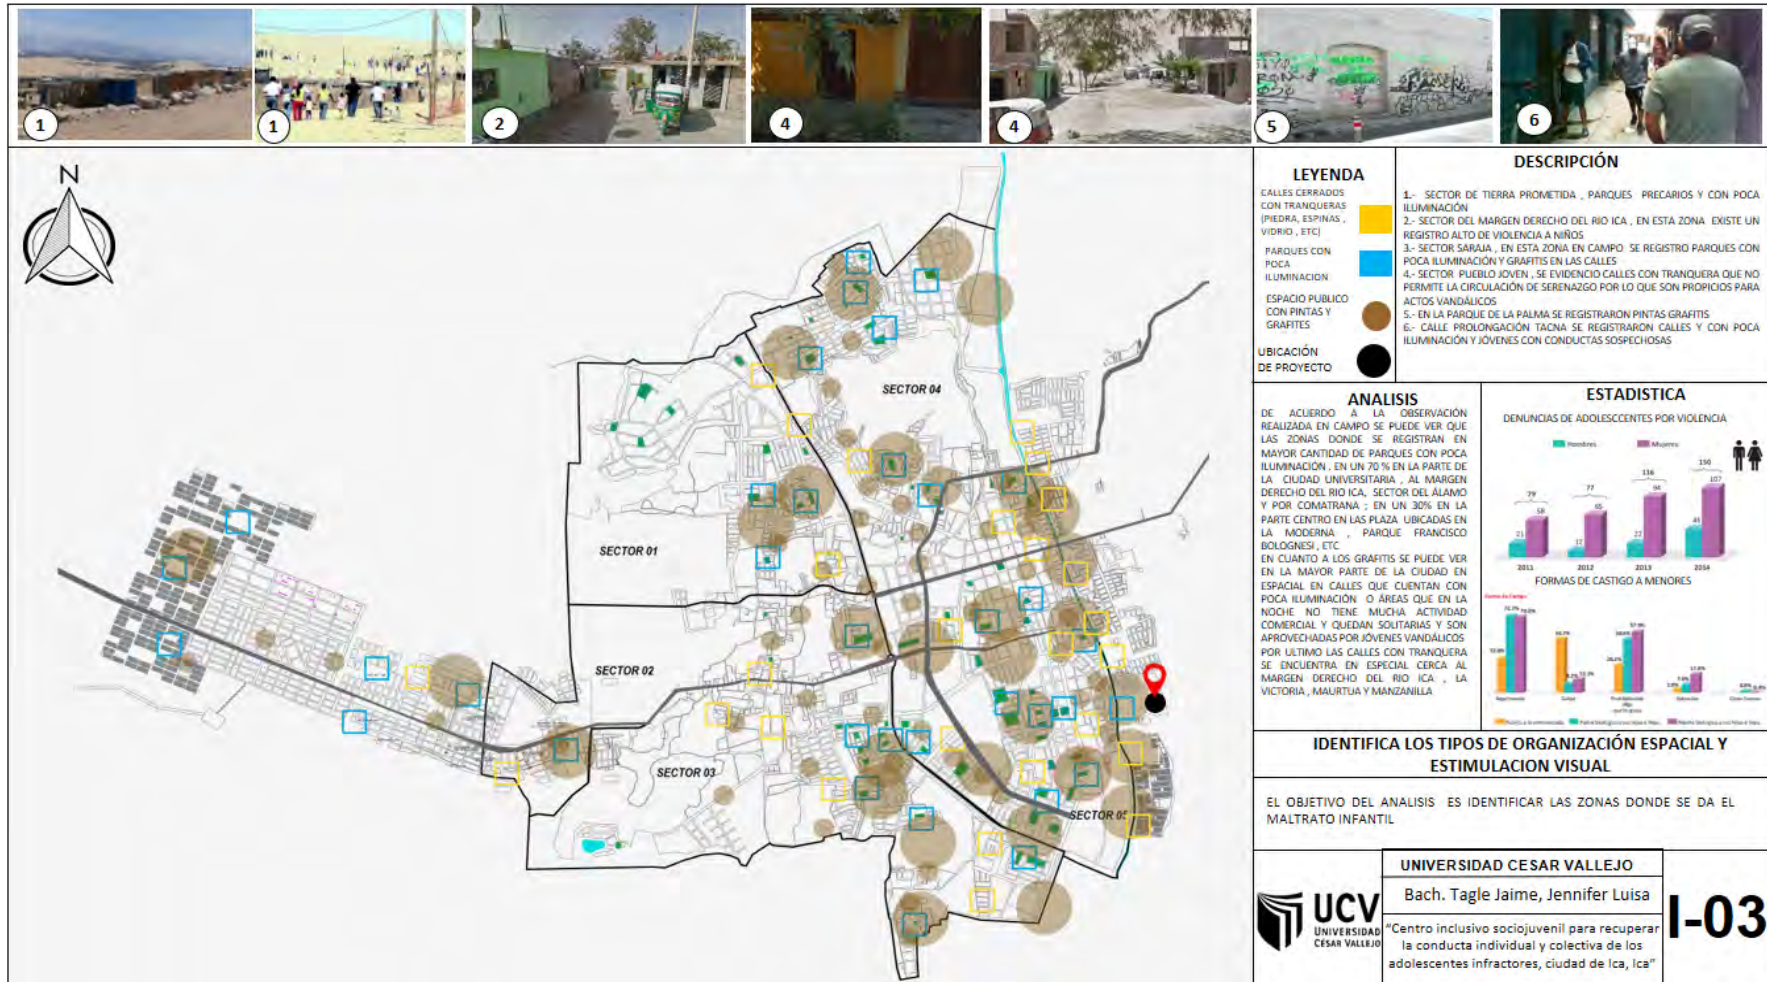 1
1
2
4
4
5
6
N
SECTOR 04
SECTOR 01
SECTOR 02
SECTOR 03
SECTOR 05
LEYENDA
CALLES CERRADOS
CON TRANQUERAS
(PIEDRA, ESPINAS ,
VIDRIO , ETC)
PARQUES CON
POCA
ILUMINACION
ESPACIO PUBLICO
CON PINTAS Y
GRAFITES
UBICACIÓN
DE PROYECTO
DESCRIPCIÓN
1.- SECTOR DE TIERRA PROMETIDA , PARQUES PRECARIOS Y CON POCA
ILUMINACIÓN
2.- SECTOR DEL MARGEN DERECHO DEL RIO ICA , EN ESTA ZONA EXISTE UN
REGISTRO ALTO DE VIOLENCIA A NIÑOS
3.- SECTOR SARAJA , EN ESTA ZONA EN CAMPO SE REGISTRO PARQUES CON
POCA ILUMINACIÓN Y GRAFITIS EN LAS CALLES
4.- SECTOR PUEBLO JOVEN , SE EVIDENCIO CALLES CON TRANQUERA QUE NO
PERMITE LA CIRCULACIÓN DE SERENAZGO POR LO QUE SON PROPICIOS PARA
ACTOS VANDÁLICOS
5.- EN LA PARQUE DE LA PALMA SE REGISTRARON PINTAS GRAFITIS
6.- CALLE PROLONGACIÓN TACNA SE REGISTRARON CALLES Y CON POCA
ILUMINACIÓN Y JÓVENES CON CONDUCTAS SOSPECHOSAS
ANALISIS
DE ACUERDO A LA OBSERVACIÓN
REALIZADA EN CAMPO SE PUEDE VER QUE
LAS ZONAS DONDE SE REGISTRAN EN
MAYOR CANTIDAD DE PARQUES CON POCA
ILUMINACIÓN . EN UN 70 % EN LA PARTE DE
LA CIUDAD UNIVERSITARIA , AL MARGEN
DERECHO DEL RIO ICA, SECTOR DEL ÁLAMO
Y POR COMATRANA ; EN UN 30% EN LA
PARTE CENTRO EN LAS PLAZA UBICADAS EN
LA MODERNA , PARQUE FRANCISCO
BOLOGNESI , ETC
EN CUANTO A LOS GRAFITIS SE PUEDE VER
EN LA MAYOR PARTE DE LA CIUDAD EN
ESPACIAL EN CALLES QUE CUENTAN CON
POCA ILUMINACIÓN O ÁREAS QUE EN LA
NOCHE NO TIENE MUCHA ACTIVIDAD
COMERCIAL Y QUEDAN SOLITARIAS Y SON
APROVECHADAS POR JÓVENES VANDÁLICOS
POR ULTIMO LAS CALLES CON TRANQUERA
SE ENCUENTRA EN ESPECIAL CERCA AL
MARGEN DERECHO DEL RIO ICA , LA
VICTORIA , MAURTUA Y MANZANILLA
ESTADISTICA
DENUNCIAS DE ADOLESCCENTES POR VIOLENCIA
Hombres Mujeres
79 77 116 150
21 58 12 65 22 94 43 107
2011 2012 2013 2014
FORMAS DE CASTIGO A MENORES
IDENTIFICA LOS TIPOS DE ORGANIZACIÓN ESPACIAL Y
ESTIMULACION VISUAL
EL OBJETIVO DEL ANALISIS ES IDENTIFICAR LAS ZONAS DONDE SE DA EL
MALTRATO INFANTIL
UCV
UNIVERSIDAD
CÉSAR VALLEJO
UNIVERSIDAD CESAR VALLEJO
Bach. Tagle Jaime, Jennifer Luisa
"Centro inclusivo sociojuvenil para recuperar
la conducta individual y colectiva de los
adolescentes infractores, ciudad de Ica, Ica"
I-03